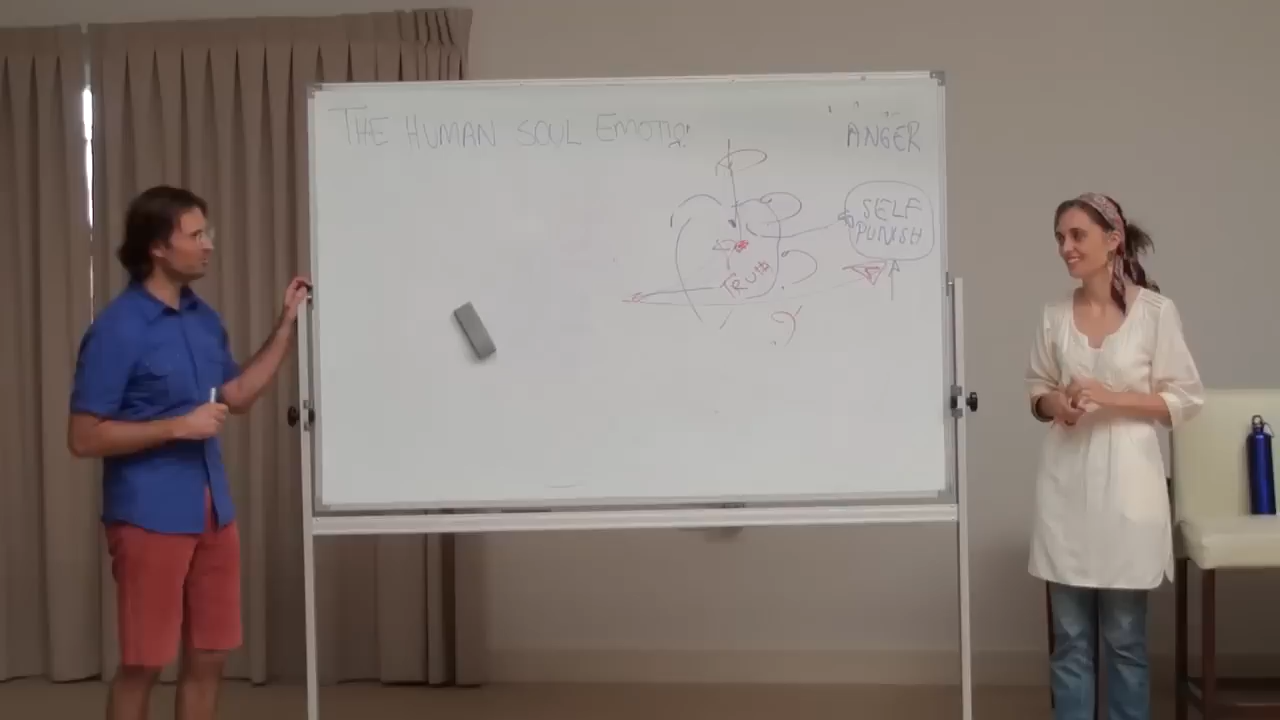 THE HUMAN SOUL EMOTIO
ANGER
SELF
PUNISH
TRUTH